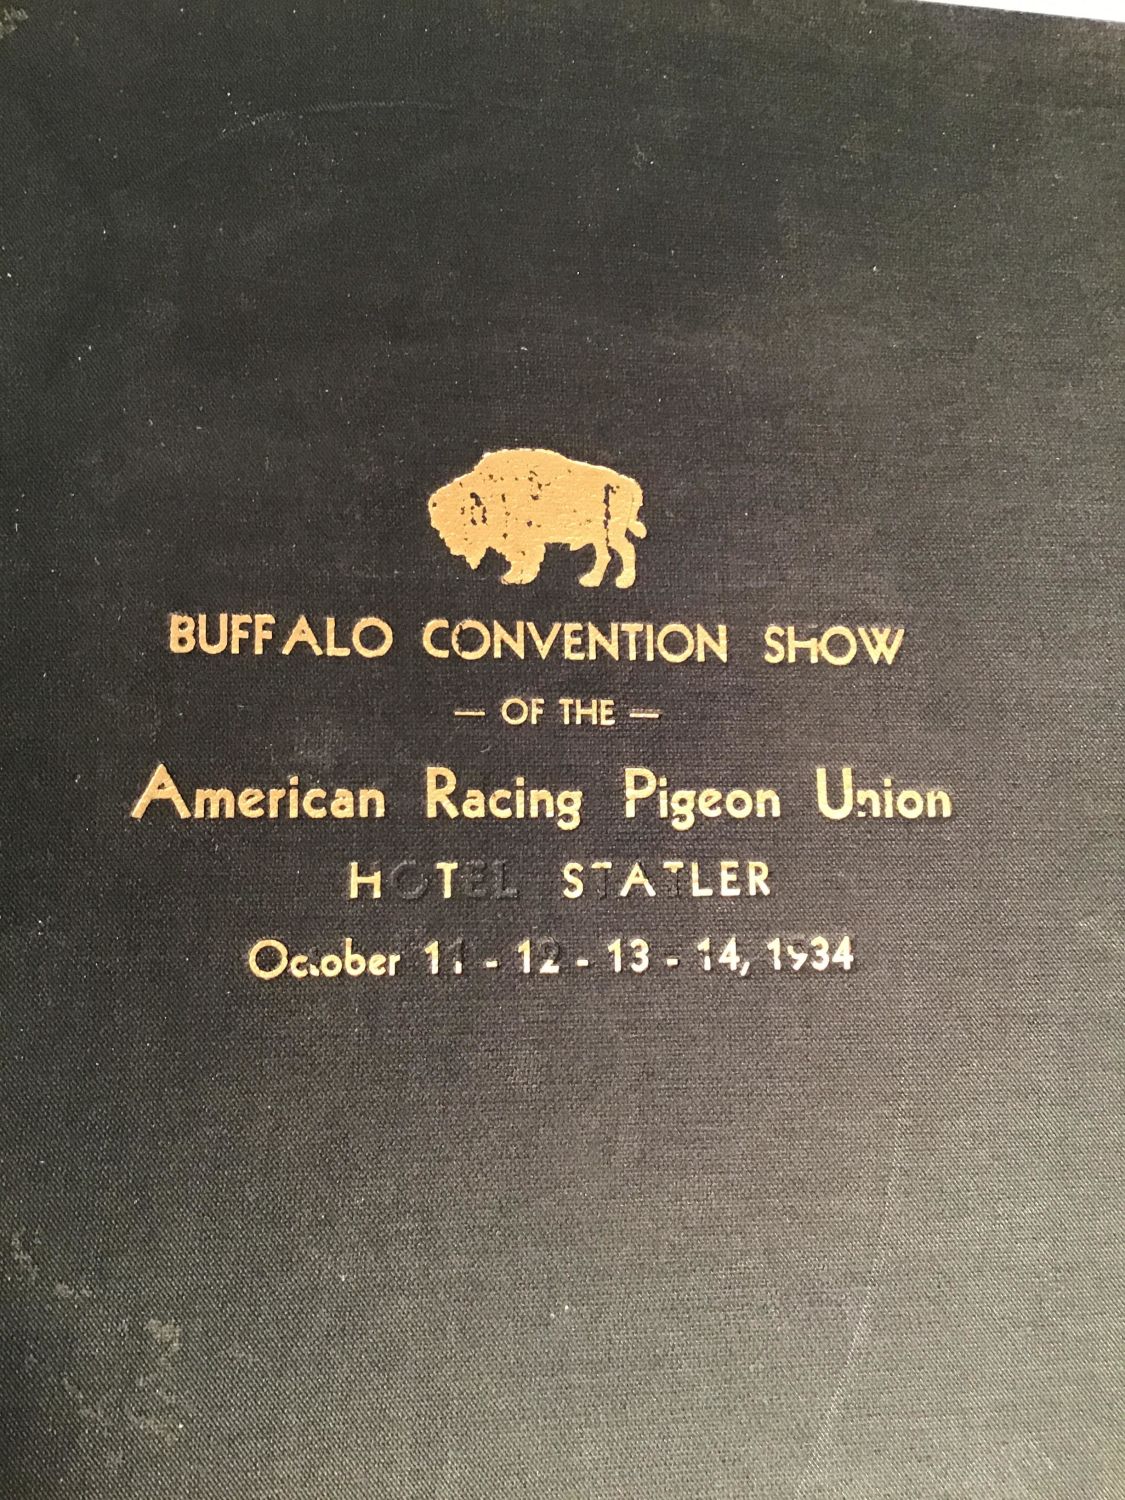 BUFFALO CONVENTION SHOW
— OF THE —
American Racing Pigeon Union
HOTEL STATLER
October 11 - 12 - 13 - 14, 1934